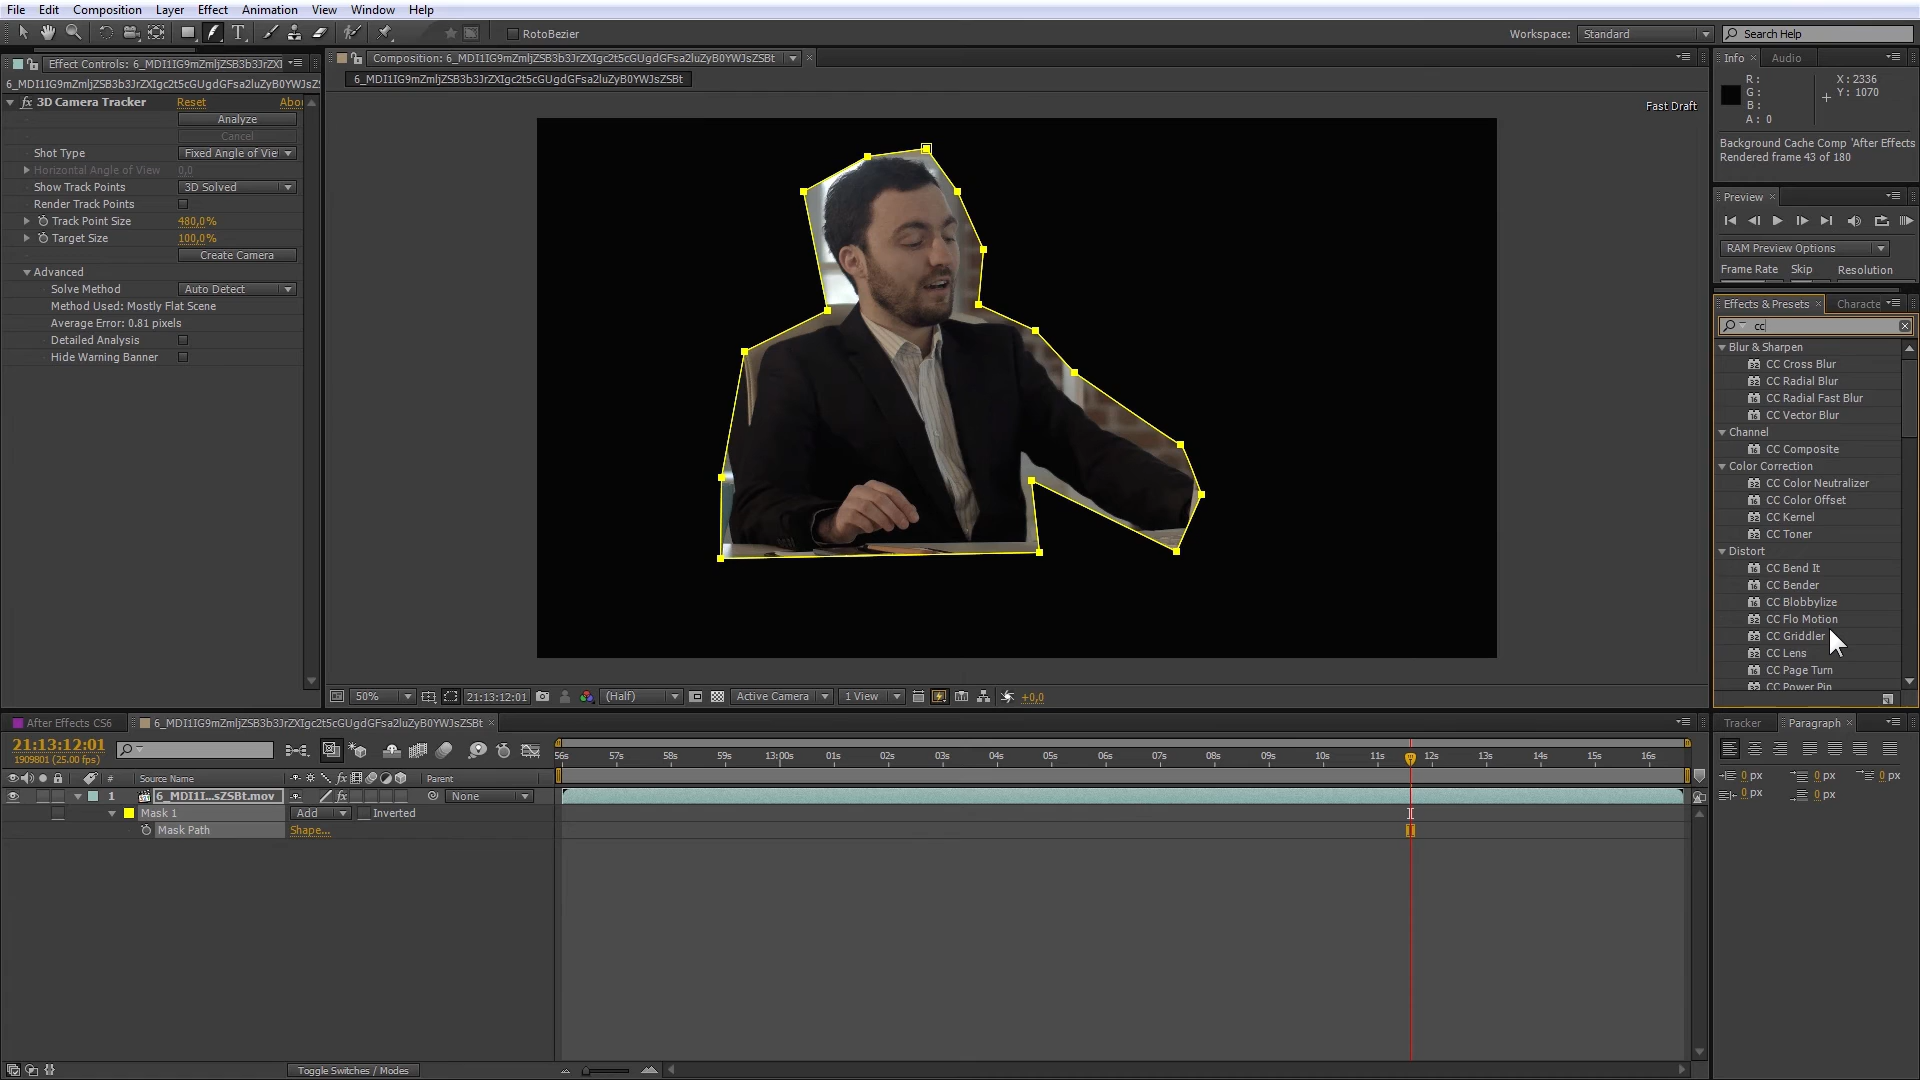 File Edit Composition Layer Effect Animation View Window Help
RotoBezier
Workspace: Standard
Search Help
Effect Controls: 6_MDI1IG9mZmljZSB3b3JrZXI
6_MDI1IG9mZmljZSB3b3JrZXIgc2t5cGUgdGFsa2luZyB0YWJsZS
fx 3D Camera Tracker Reset Abou
Analyze
Cancel
Shot Type Fixed Angle of Vie
Horizontal Angle of View 0,0
Show Track Points 3D Solved
Render Track Points
Track Point Size 480,0%
Target Size 100,0%
Create Camera
Advanced
Solve Method Auto Detect
Method Used: Mostly Flat Scene
Average Error: 0.81 pixels
Detailed Analysis
Hide Warning Banner
Composition: 6_MDI1IG9mZmljZSB3b3JrZXIgc2t5cGUgdGFsa2luZyB0YWJsZSBt
6_MDI1IG9mZmljZSB3b3JrZXIgc2t5cGUgdGFsa2luZyB0YWJsZSBt
Fast Draft
50% 21:13:12:01 (Half) Active Camera 1 View +0,0
Info Audio
R: X: 2336
G: Y: 1070
B:
A: 0
Background Cache Comp 'After Effects
Rendered frame 43 of 180
Preview
RAM Preview Options
Frame Rate Skip Resolution
Effects & Presets Characte
cc
Blur & Sharpen
CC Cross Blur
CC Radial Blur
CC Radial Fast Blur
CC Vector Blur
Channel
CC Composite
Color Correction
CC Color Neutralizer
CC Color Offset
CC Kernel
CC Toner
Distort
CC Bend It
CC Bender
CC Blobbylize
CC Flo Motion
CC Griddler
CC Lens
CC Page Turn
CC Power Pin
After Effects CS6 6_MDI1IG9mZmljZSB3b3JrZXIgc2t5cGUgdGFsa2luZyB0YWJsZSBt
21:13:12:01
1909801 (25.00 fps)
# Source Name fx Parent
1 6_MDI1I...sZSBt.mov fx None
Mask 1 Add Inverted
Mask Path Shape...
56s 57s 58s 59s 13:00s 01s 02s 03s 04s 05s 06s 07s 08s 09s 10s 11s 12s 13s 14s 15s 16s
Toggle Switches / Modes
Tracker Paragraph
0 px 0 px 0 px
0 px 0 px